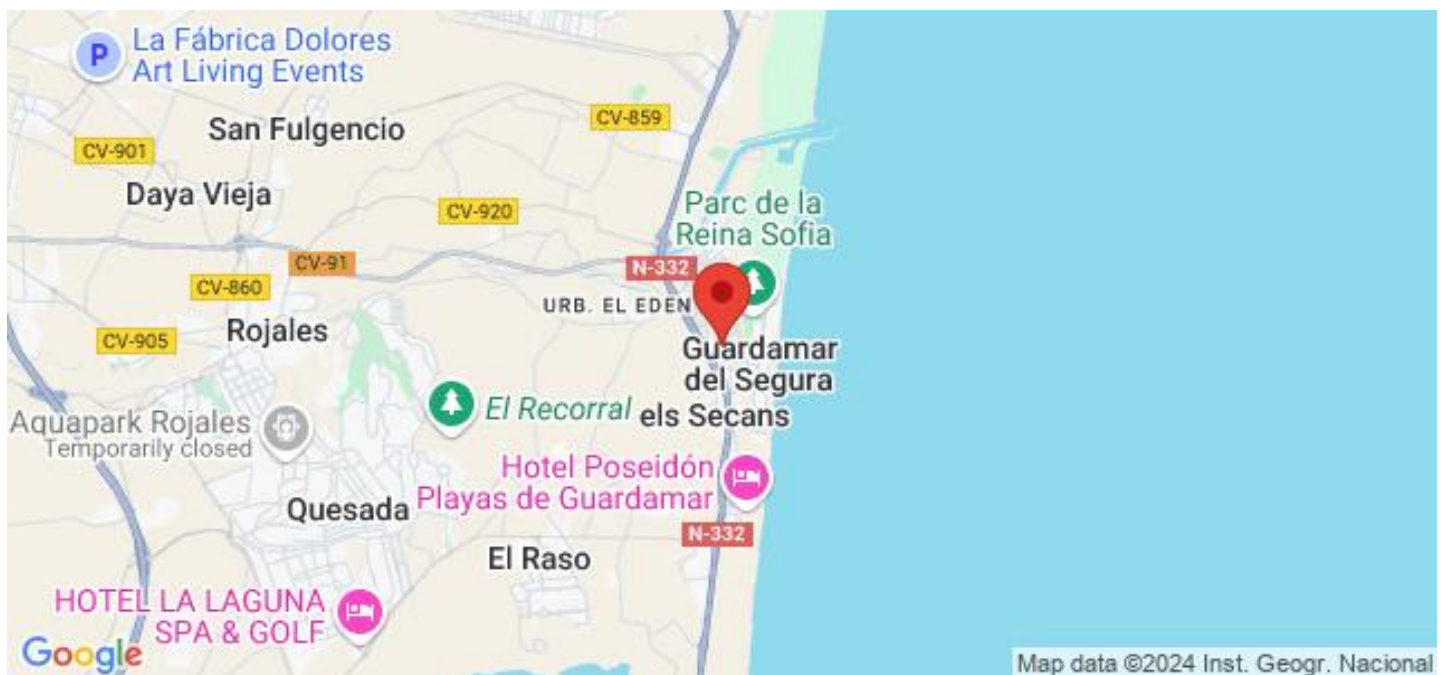 P
La Fábrica Dolores
Art Living Events
San Fulgencio
CV-859
CV-901
Daya Vieja
CV-920
Parc de la
Reina Sofia
CV-91
N-332
CV-860
URB. EL EDEN
Rojales
CV-905
Guardamar
del Segura
El Recorral
els Secans
Aquapark Rojales
Temporarily closed
Hotel Poseidón
Playas de Guardamar
Quesada
N-332
El Raso
HOTEL LA LAGUNA
SPA & GOLF
Google
Map data ©2024 Inst. Geogr. Nacional